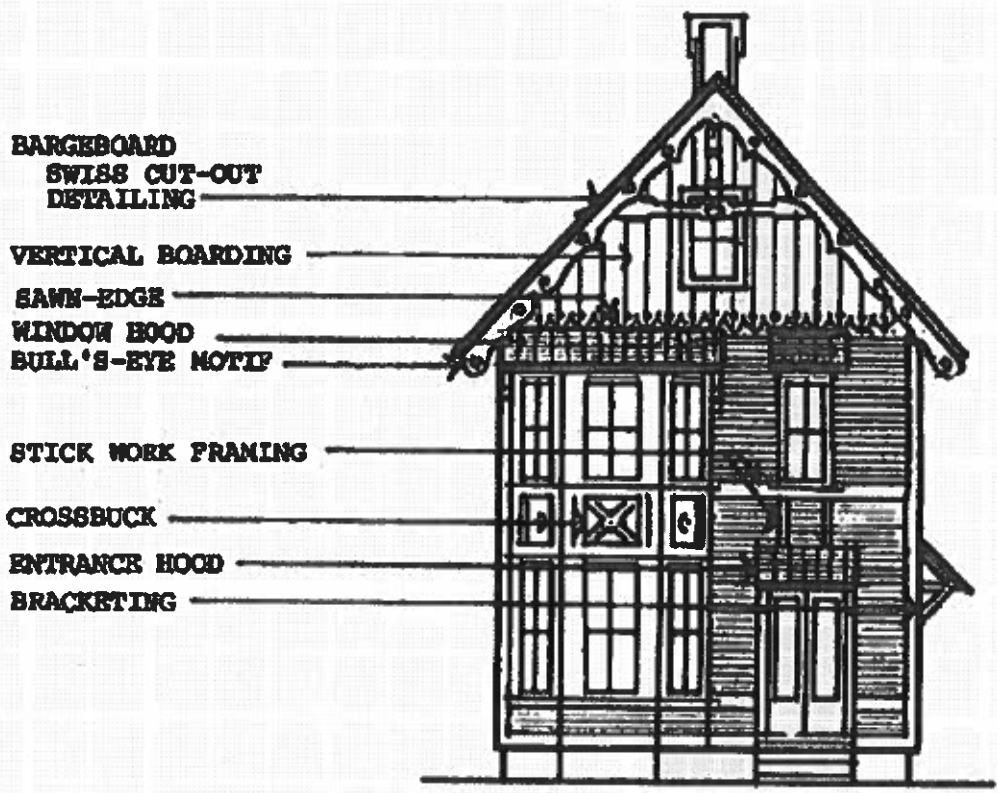 BARGEBOARD
SWISS CUT-OUT
DETAILING
VERTICAL BOARDING
SAWN-EDGE
WINDOW HOOD
BULL'S-EYE MOTIF
STICK WORK FRAMING
CROSSBUCK
ENTRANCE HOOD
BRACKETING